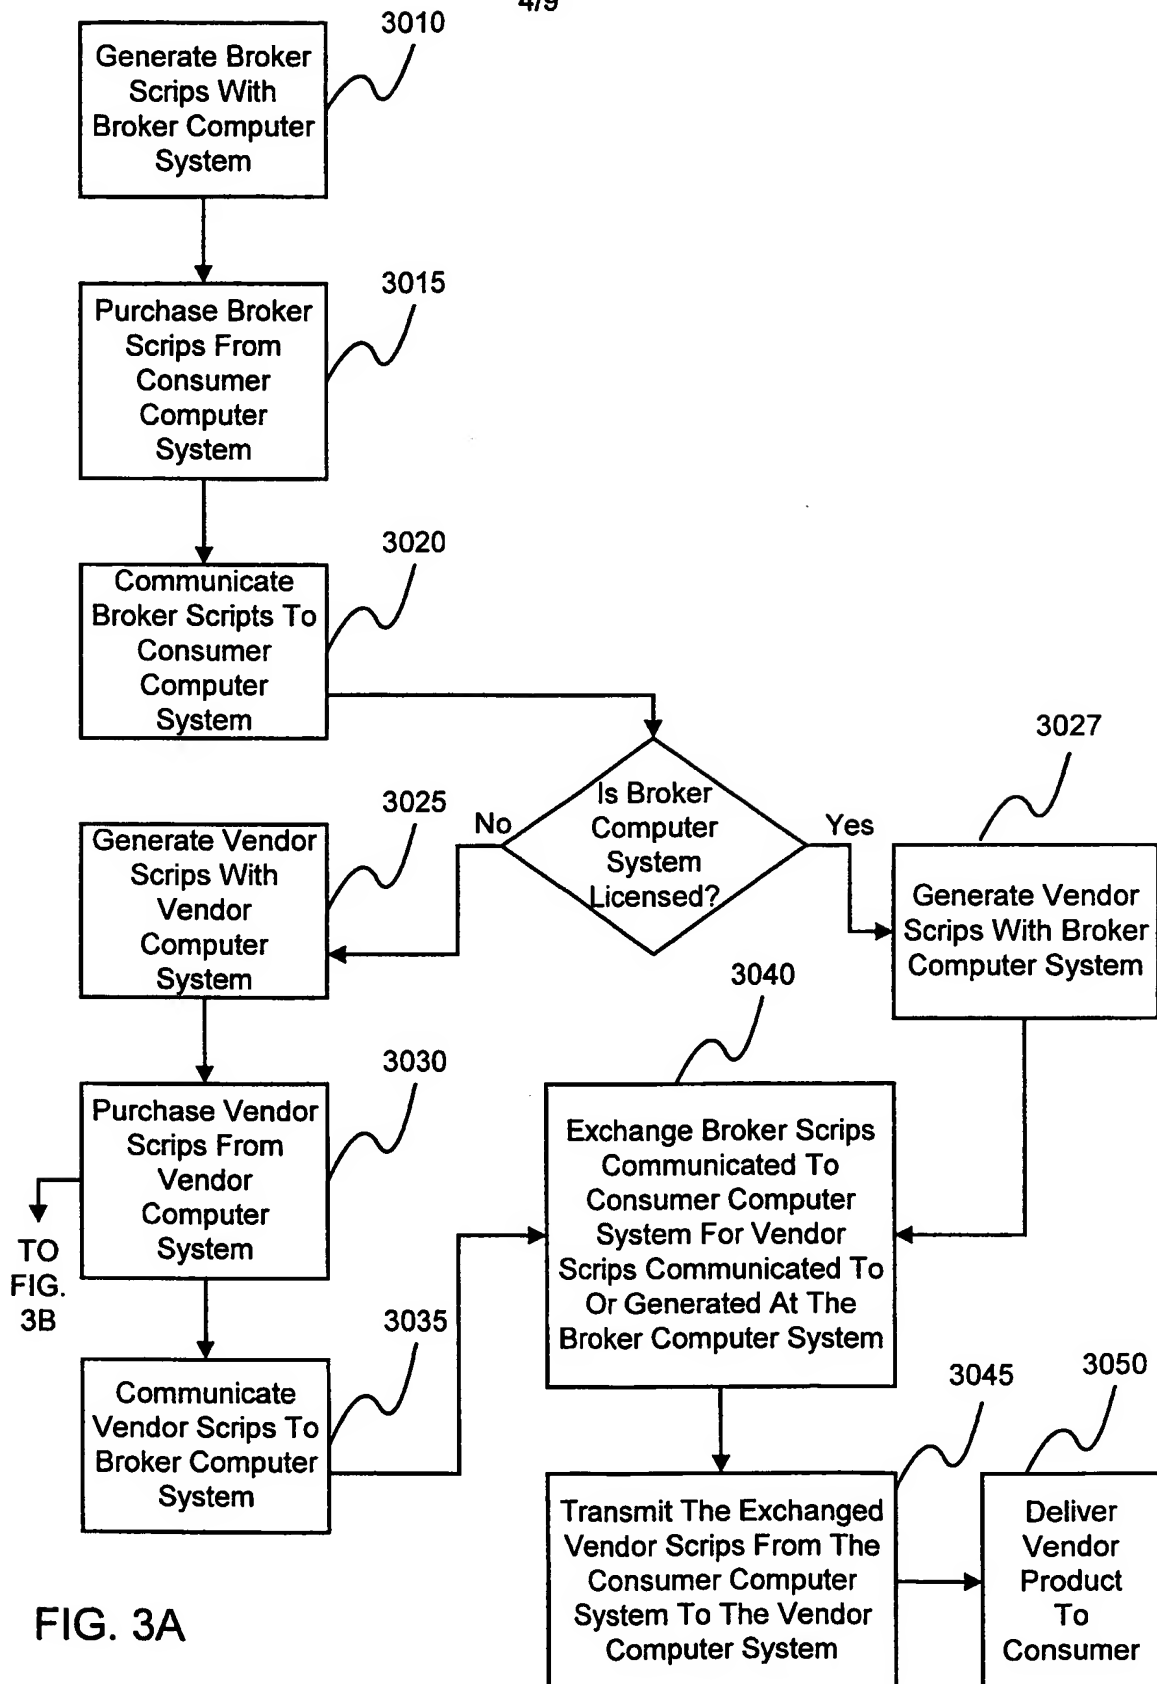 4/9
3010
Generate Broker
Scrips With
Broker Computer
System
3015
Purchase Broker
Scrips From
Consumer
Computer
System
3020
Communicate
Broker Scripts To
Consumer
Computer
System
Is Broker
Computer
System
Licensed?
No
Yes
3025
Generate Vendor
Scrips With
Vendor
Computer
System
3027
Generate Vendor
Scrips With Broker
Computer System
3030
Purchase Vendor
Scrips From
Vendor
Computer
System
TO
FIG.
3B
3035
Communicate
Vendor Scrips To
Broker Computer
System
3040
Exchange Broker Scrips
Communicated To
Consumer Computer
System For Vendor
Scrips Communicated To
Or Generated At The
Broker Computer System
3045
Transmit The Exchanged
Vendor Scrips From The
Consumer Computer
System To The Vendor
Computer System
3050
Deliver
Vendor
Product
To
Consumer
FIG. 3A